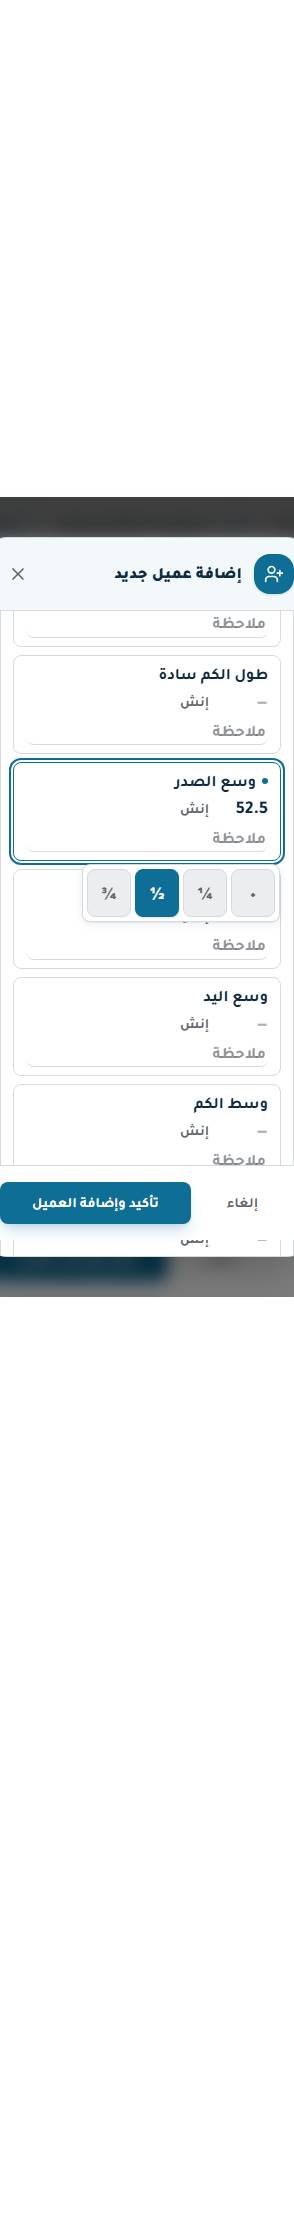 إضافة عميل جديد
ملاحظة
طول الكم سادة
— إنش
ملاحظة
وسع الصدر
52.5 إنش
ملاحظة
٠ ¼ ½ ¾
ملاحظة
وسع اليد
— إنش
ملاحظة
وسط الكم
— إنش
ملاحظة
إلغاء تأكيد وإضافة العميل
— إنش